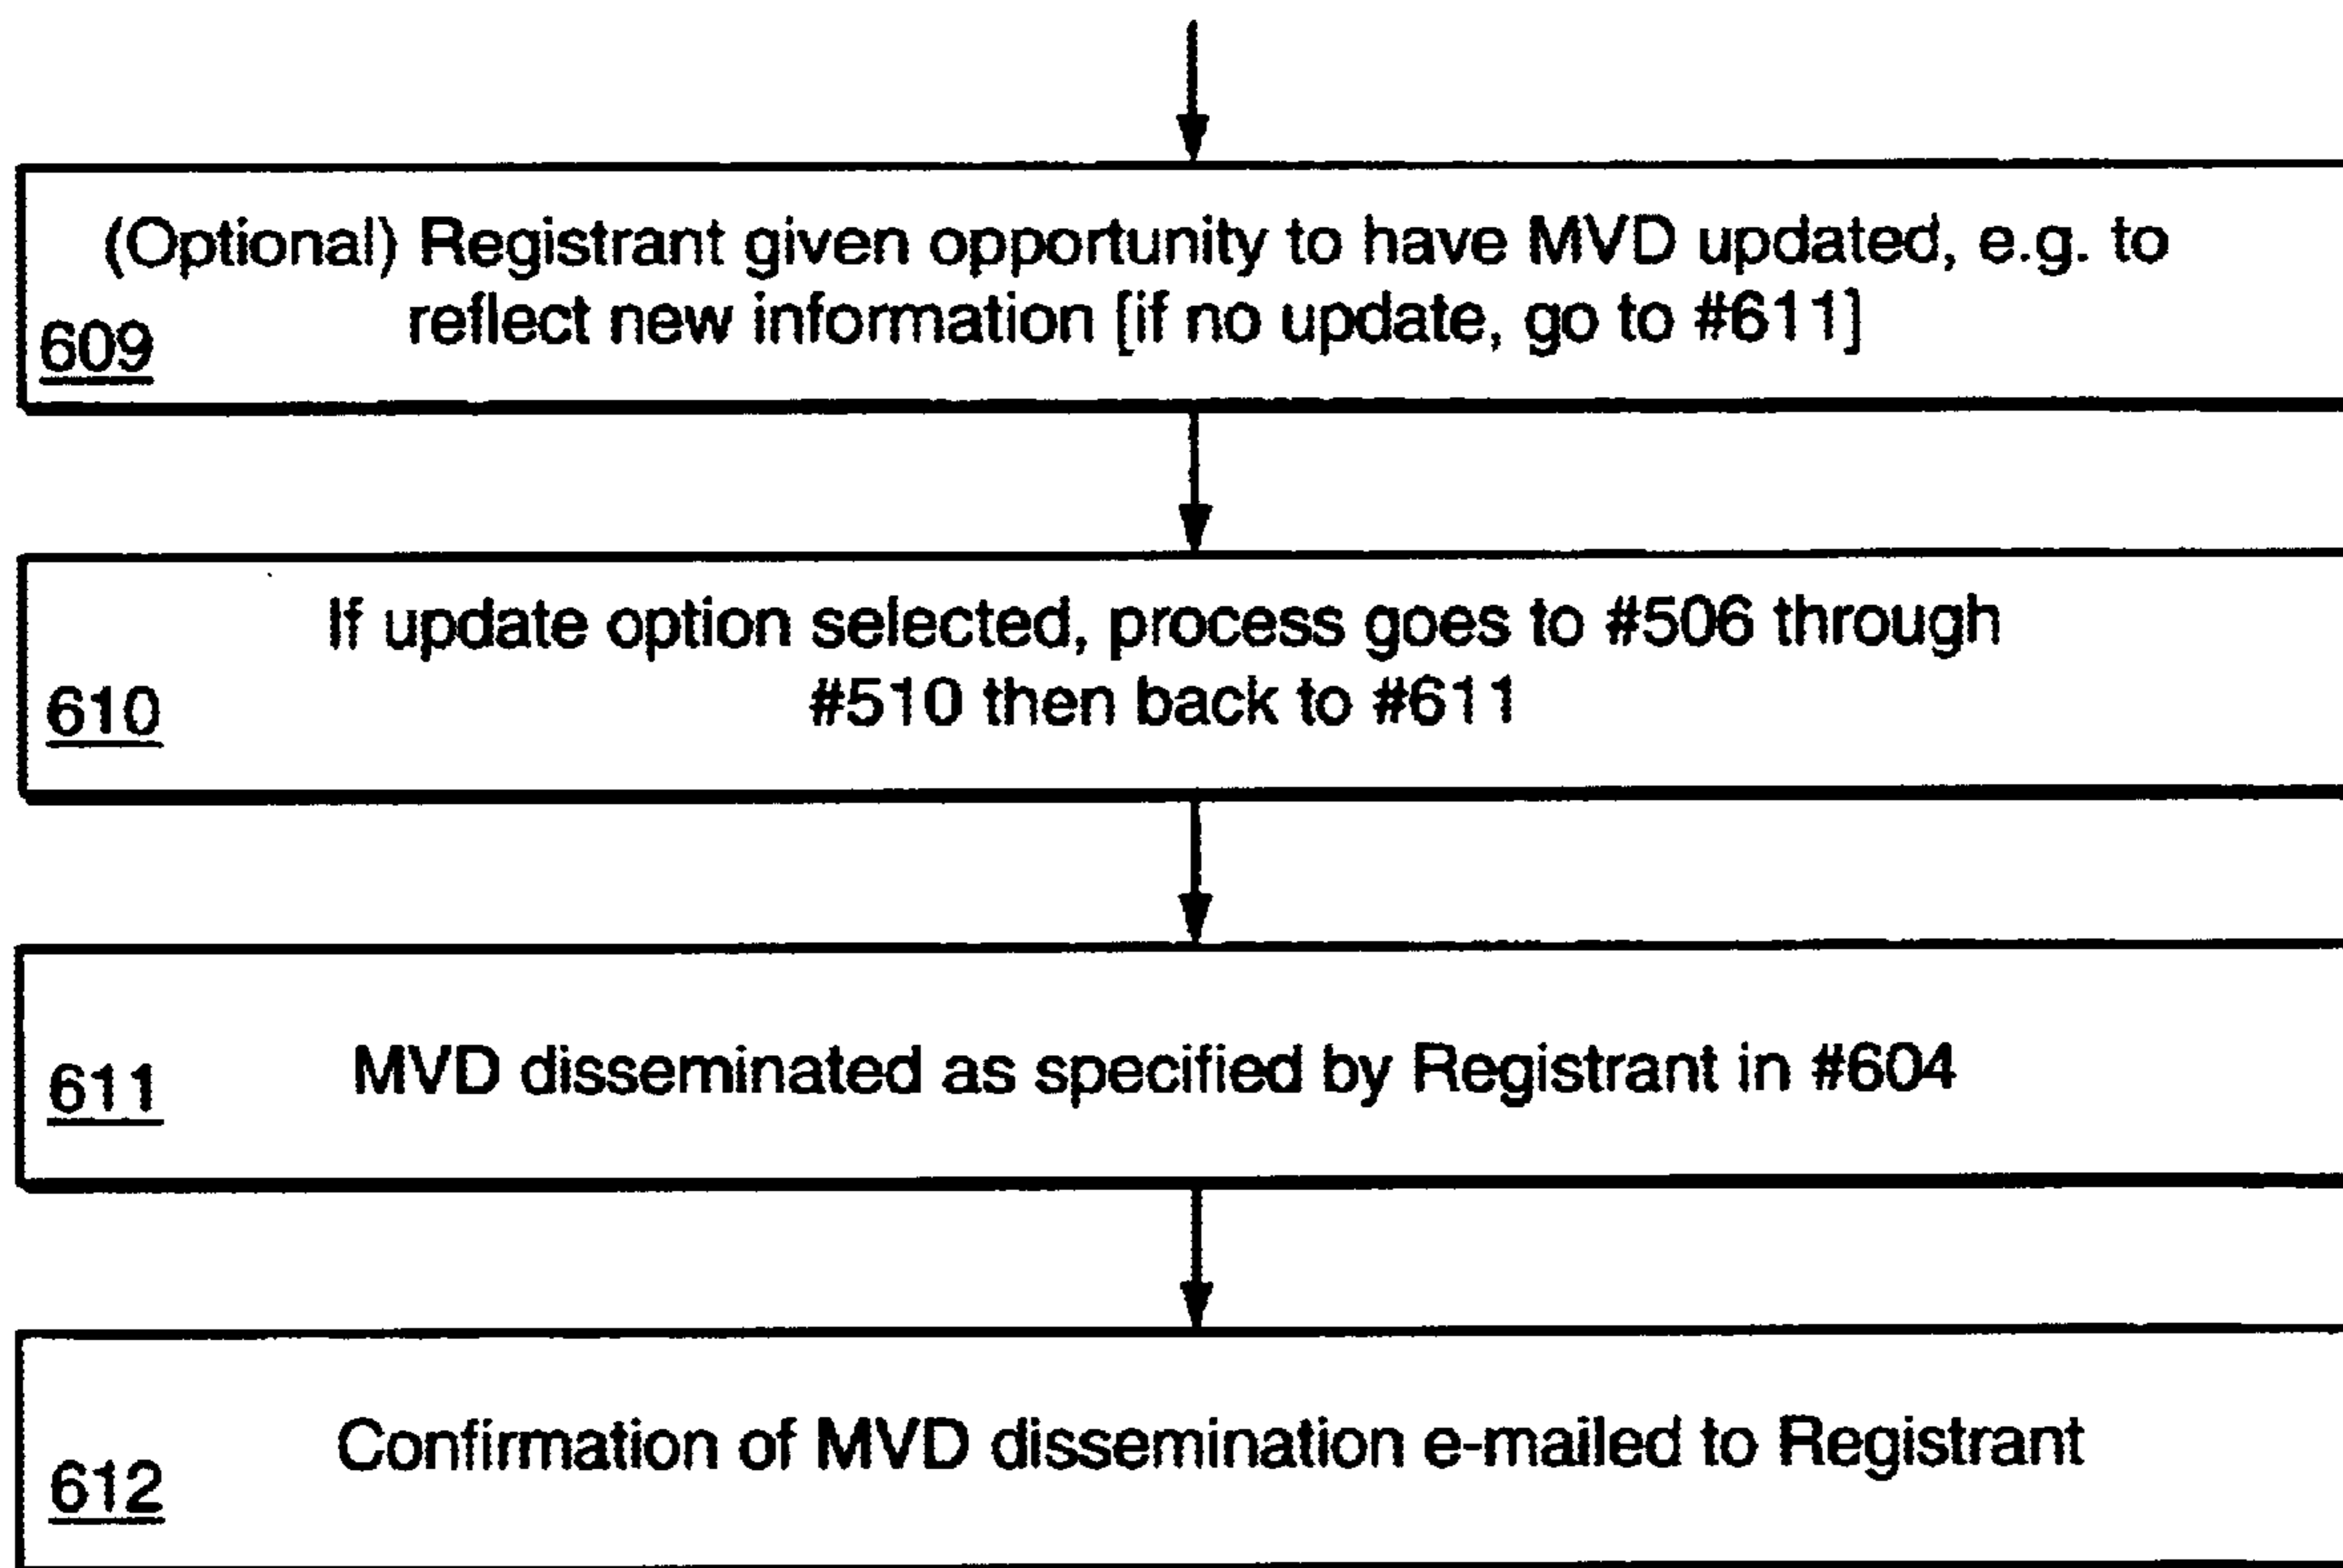 (Optional) Registrant given opportunity to have MVD updated, e.g. to
reflect new information [if no update, go to #611]
609
If update option selected, process goes to #506 through
#510 then back to #611
610
MVD disseminated as specified by Registrant in #604
611
Confirmation of MVD dissemination e-mailed to Registrant
612